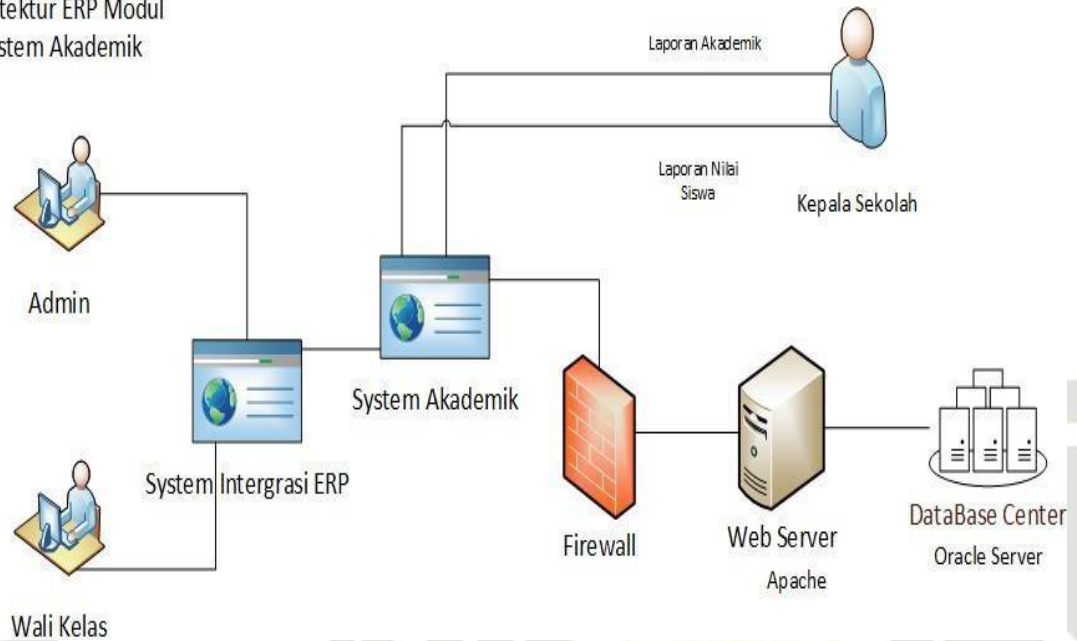 tektur ERP Modul
stem Akademik
Laporan Akademik
Laporan Nilai
Siswa
Kepala Sekolah
Admin
System Akademik
System Intergrasi ERP
Firewall
Web Server
Apache
DataBase Center
Oracle Server
Wali Kelas